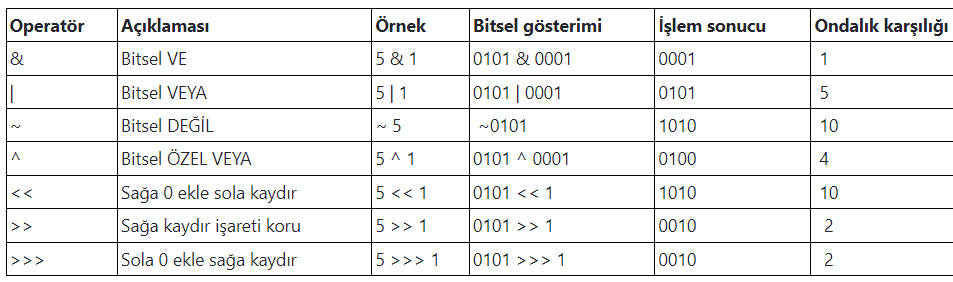 Operatör Açıklaması Örnek Bitsel gösterimi İşlem sonucu Ondalık karşılığı
& Bitsel VE 5 & 1 0101 & 0001 0001 1
| Bitsel VEYA 5 | 1 0101 | 0001 0101 5
~ Bitsel DEĞİL ~ 5 ~0101 1010 10
^ Bitsel ÖZEL VEYA 5 ^ 1 0101 ^ 0001 0100 4
<< Sağa 0 ekle sola kaydır 5 << 1 0101 << 1 1010 10
>> Sağa kaydır işareti koru 5 >> 1 0101 >> 1 0010 2
>>> Sola 0 ekle sağa kaydır 5 >>> 1 0101 >>> 1 0010 2